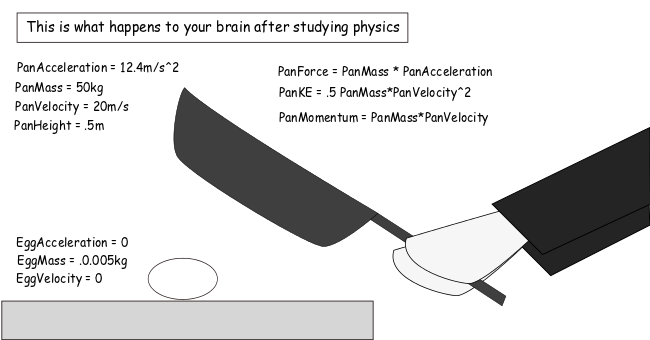 This is what happens to your brain after studying physics
PanAcceleration = 12.4m/s^2
PanMass = 50kg
PanVelocity = 20m/s
PanHeight = .5m
PanForce = PanMass * PanAcceleration
PanKE = .5 PanMass*PanVelocity^2
PanMomentum = PanMass*PanVelocity
EggAcceleration = 0
EggMass = .0.005kg
EggVelocity = 0